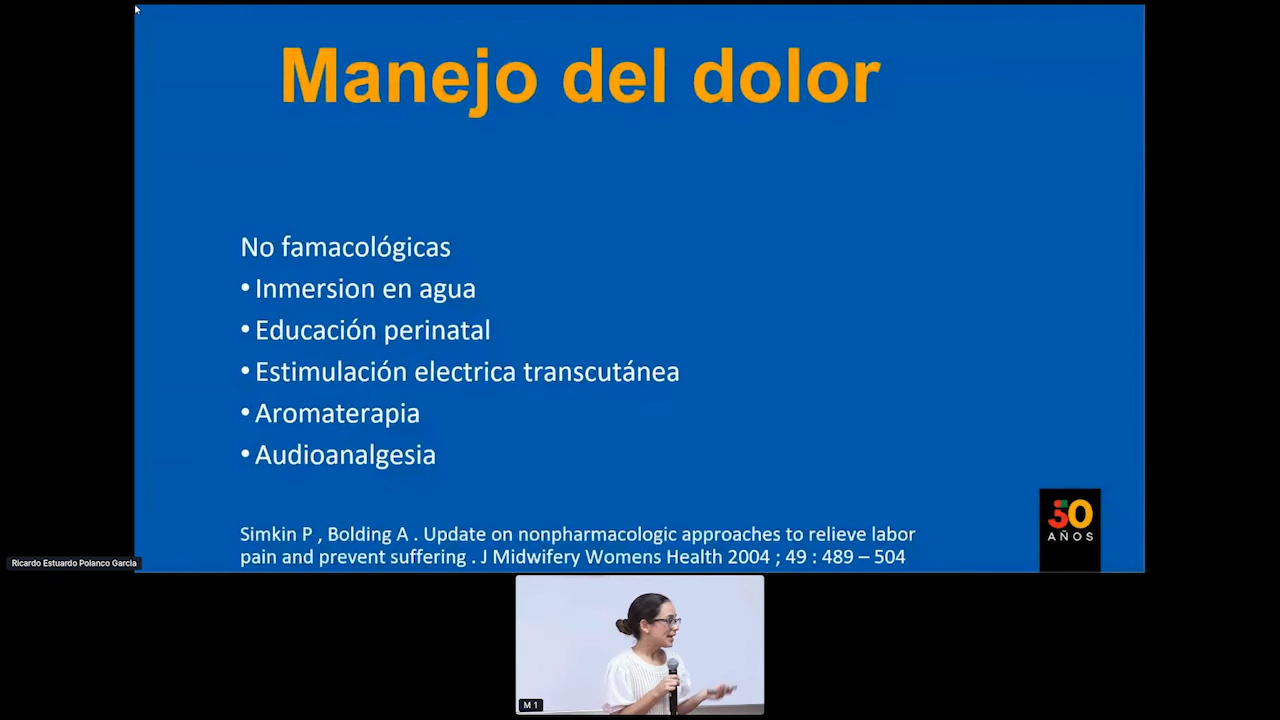 Manejo del dolor
No famacológicas
• Inmersion en agua
• Educación perinatal
• Estimulación electrica transcutánea
• Aromaterapia
• Audioanalgesia
Simkin P , Bolding A . Update on nonpharmacologic approaches to relieve labor
pain and prevent suffering . J Midwifery Womens Health 2004 ; 49 : 489 – 504
50
AÑOS
Ricardo Estuardo Polanco Garcia
M 1